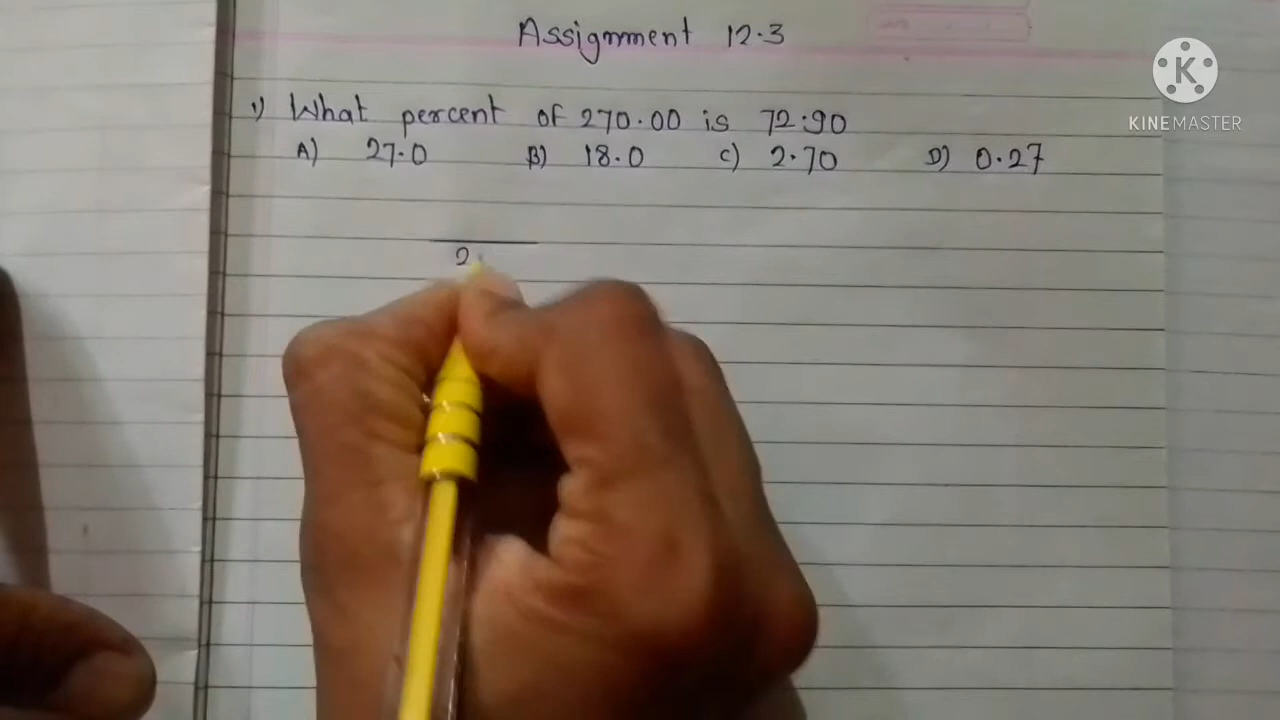 Assignment 12.3
K
KINEMASTER
1) What percent of 270.00 is 72.90
A) 27.0 B) 18.0 C) 2.70 D) 0.27
2